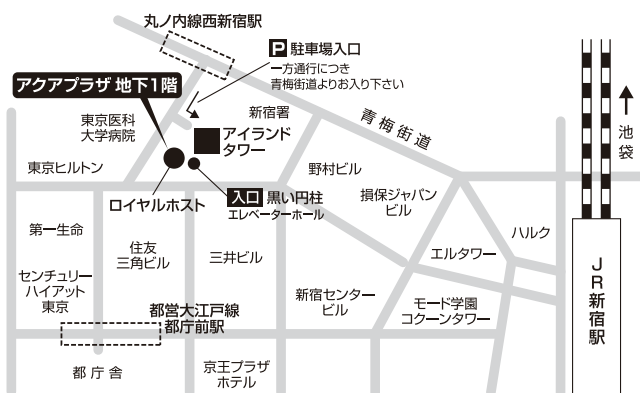 丸ノ内線西新宿駅
P 駐車場入口
一方通行につき
青梅街道よりお入り下さい
アクアプラザ 地下1階
東京医科
大学病院
新宿署
青梅街道
池袋
アイランド
タワー
東京ヒルトン
野村ビル
入口 黒い円柱
エレベーターホール
ロイヤルホスト
損保ジャパン
ビル
第一生命
住友
三角ビル
三井ビル
エルタワー
ハルク
センチュリー
ハイアット
東京
新宿センター
ビル
モード学園
コクーンタワー
JR新宿駅
都営大江戸線
都庁前駅
都庁舎
京王プラザ
ホテル